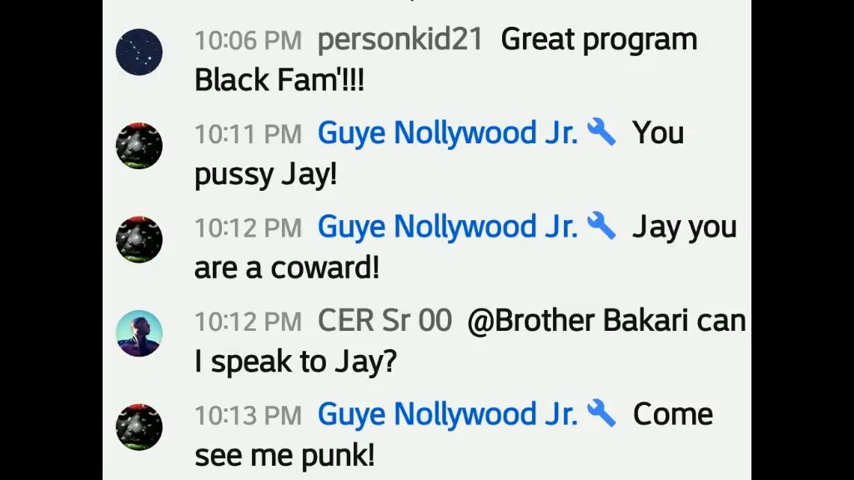 10:06 PM personkid21 Great program
Black Fam'!!!
10:11 PM Guye Nollywood Jr. You
pussy Jay!
10:12 PM Guye Nollywood Jr. Jay you
are a coward!
10:12 PM CER Sr 00 @Brother Bakari can
I speak to Jay?
10:13 PM Guye Nollywood Jr. Come
see me punk!